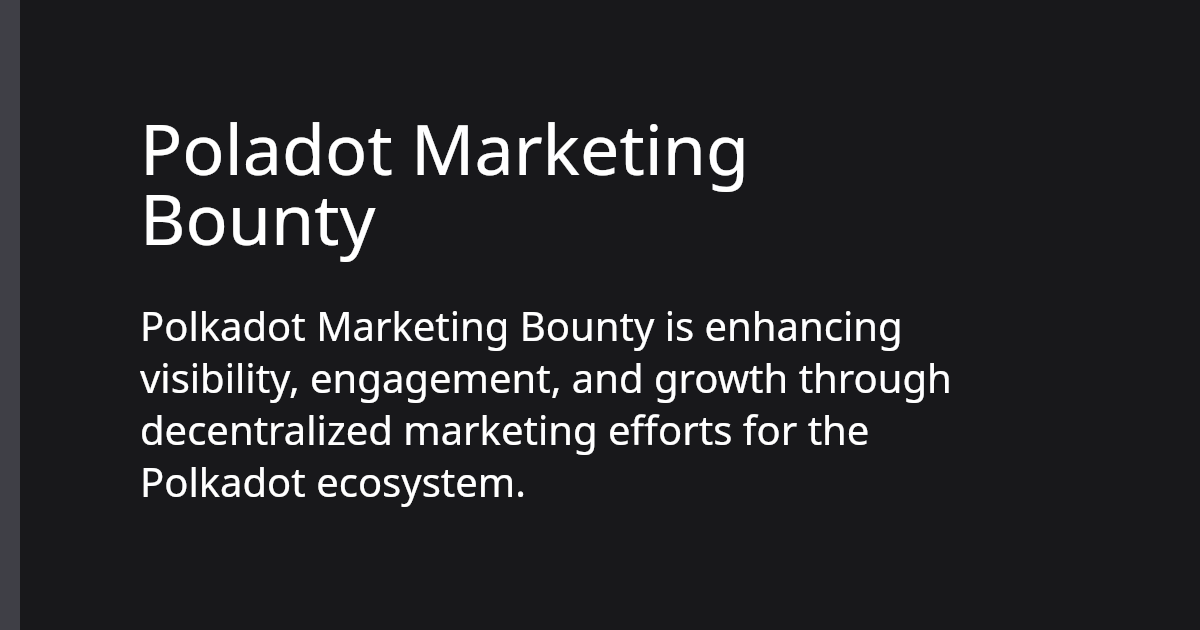 Poladot Marketing
Bounty
Polkadot Marketing Bounty is enhancing
visibility, engagement, and growth through
decentralized marketing efforts for the
Polkadot ecosystem.